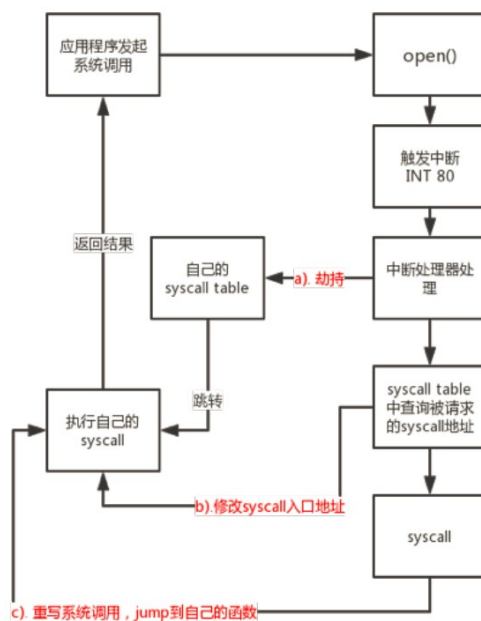 应用程序发起
系统调用
open()
触发中断
INT 80
返回结果
自己的
syscall table
a). 劫持
中断处理器处
理
跳转
syscall table
中查询被请求
的syscall地址
执行自己的
syscall
b).修改syscall入口地址
syscall
c). 重写系统调用，jump到自己的函数